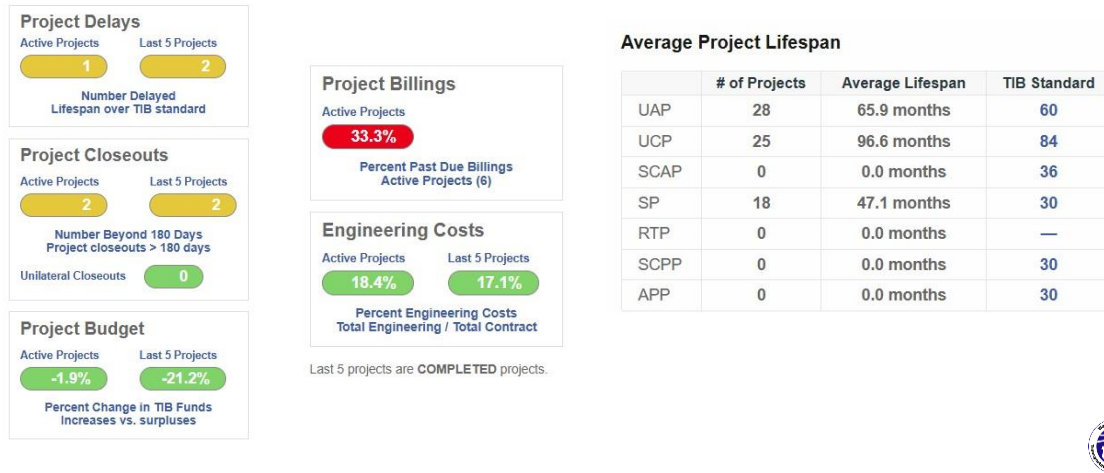 Project Delays
Active Projects Last 5 Projects
1 2
Number Delayed
Lifespan over TIB standard
Project Closeouts
Active Projects Last 5 Projects
2 2
Number Beyond 180 Days
Project closeouts > 180 days
Unilateral Closeouts 0
Project Budget
Active Projects Last 5 Projects
-1.9% -21.2%
Percent Change in TIB Funds
Increases vs. surpluses
Project Billings
Active Projects
33.3%
Percent Past Due Billings
Active Projects (6)
Engineering Costs
Active Projects Last 5 Projects
18.4% 17.1%
Percent Engineering Costs
Total Engineering / Total Contract
Last 5 projects are COMPLETED projects.
Average Project Lifespan
# of Projects Average Lifespan TIB Standard
UAP 28 65.9 months 60
UCP 25 96.6 months 84
SCAP 0 0.0 months 36
SP 18 47.1 months 30
RTP 0 0.0 months —
SCPP 0 0.0 months 30
APP 0 0.0 months 30